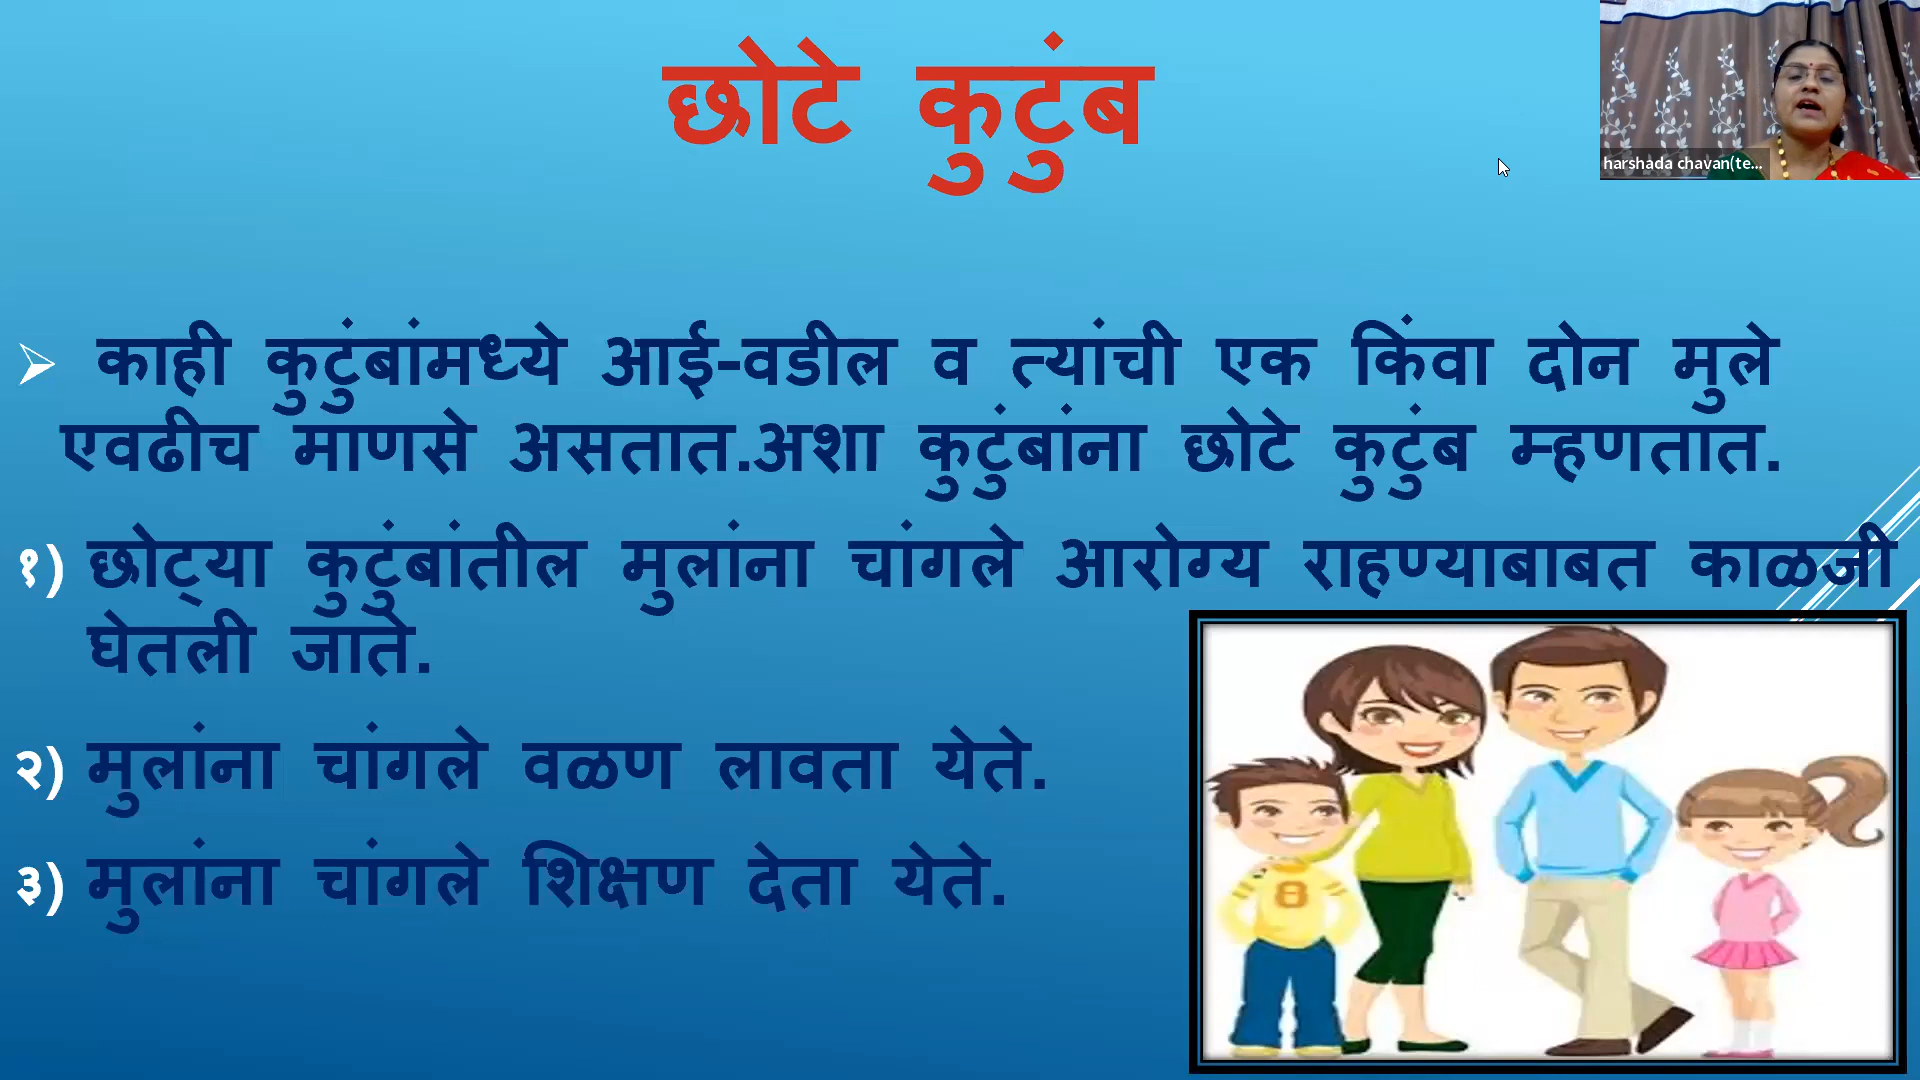 छोटे कुटुंब
harshada chavan(te...
➢ काही कुटुंबांमध्ये आई-वडील व त्यांची एक किंवा दोन मुले
एवढीच माणसे असतात.अशा कुटुंबांना छोटे कुटुंब म्हणतात.
१) छोट्या कुटुंबांतील मुलांना चांगले आरोग्य राहण्याबाबत काळजी
घेतली जाते.
२) मुलांना चांगले वळण लावता येते.
३) मुलांना चांगले शिक्षण देता येते.
8